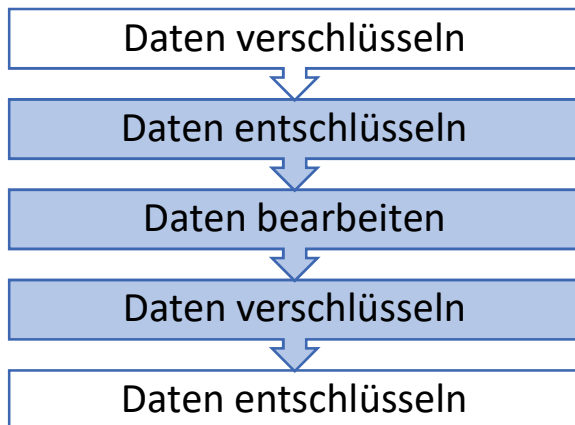 Daten verschlüsseln
Daten entschlüsseln
Daten bearbeiten
Daten verschlüsseln
Daten entschlüsseln